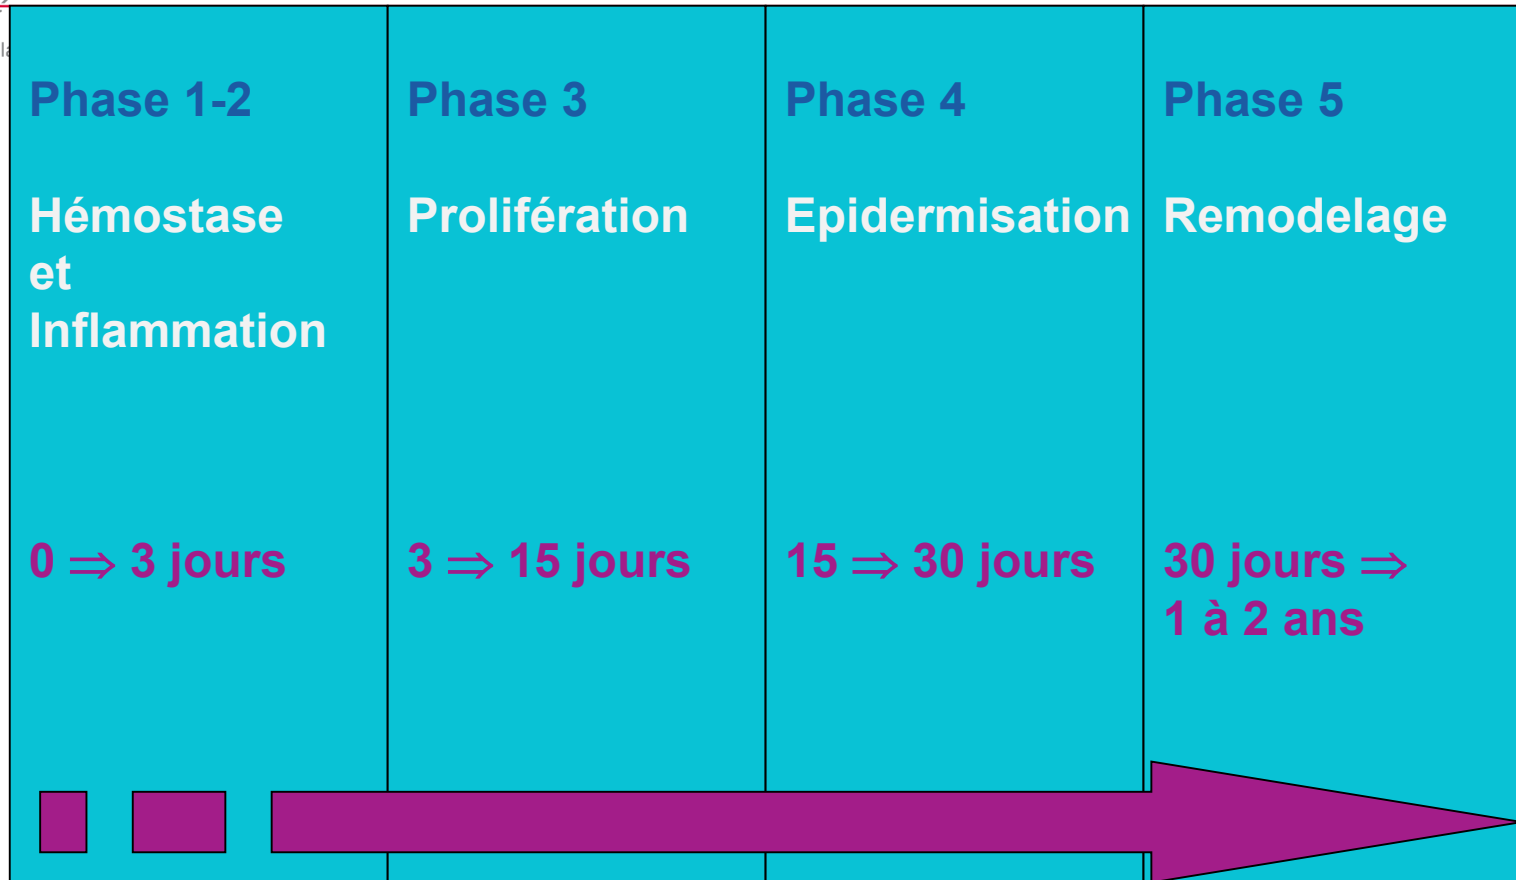 Phase 1-2
Hémostase
et
Inflammation
0 ⇒ 3 jours
Phase 3
Prolifération
3 ⇒ 15 jours
Phase 4
Epidermisation
15 ⇒ 30 jours
Phase 5
Remodelage
30 jours ⇒
1 à 2 ans